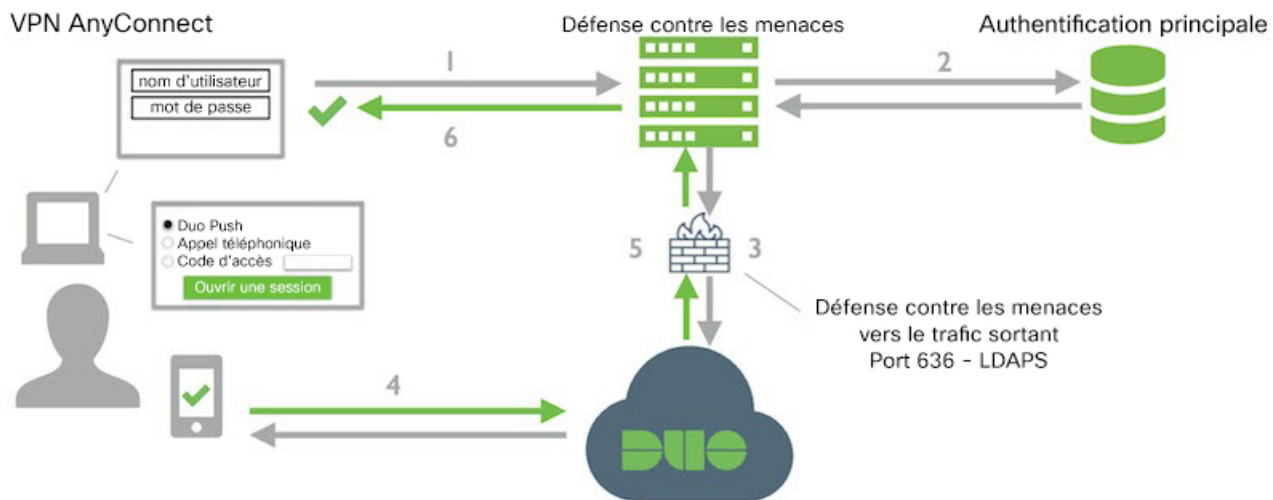 VPN AnyConnect
Défense contre les menaces
Authentification principale
nom d'utilisateur
mot de passe
1
2
6
Duo Push
Appel téléphonique
Code d'accès
Ouvrir une session
5
3
Défense contre les menaces
vers le trafic sortant
Port 636 - LDAPS
4
DUO